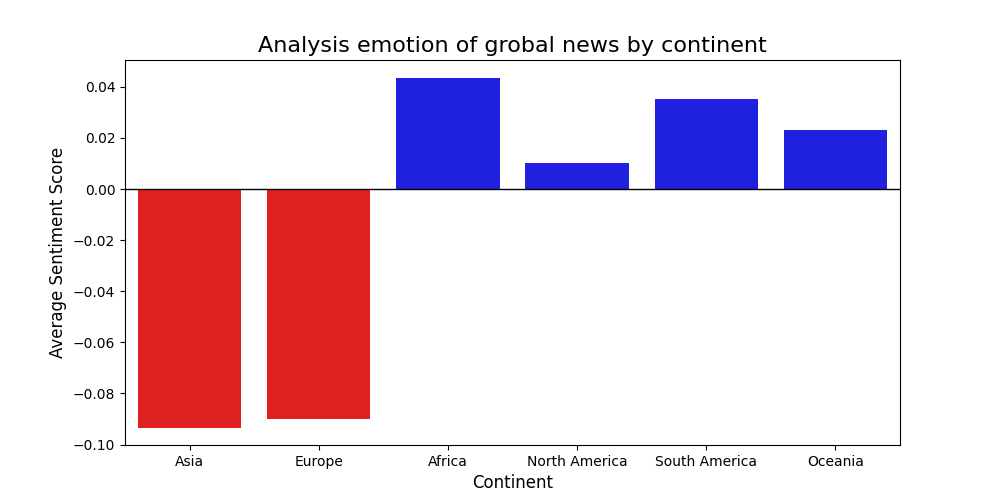 Analysis emotion of grobal news by continent
Average Sentiment Score
0.04
0.02
0.00
−0.02
−0.04
−0.06
−0.08
−0.10
Asia Europe Africa North America South America Oceania
Continent